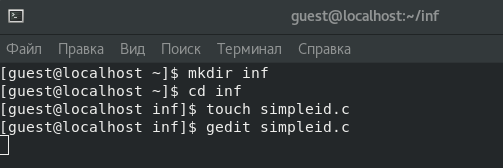 guest@localhost:~/inf
Файл Правка Вид Поиск Терминал Справка
[guest@localhost ~]$ mkdir inf
[guest@localhost ~]$ cd inf
[guest@localhost inf]$ touch simpleid.c
[guest@localhost inf]$ gedit simpleid.c